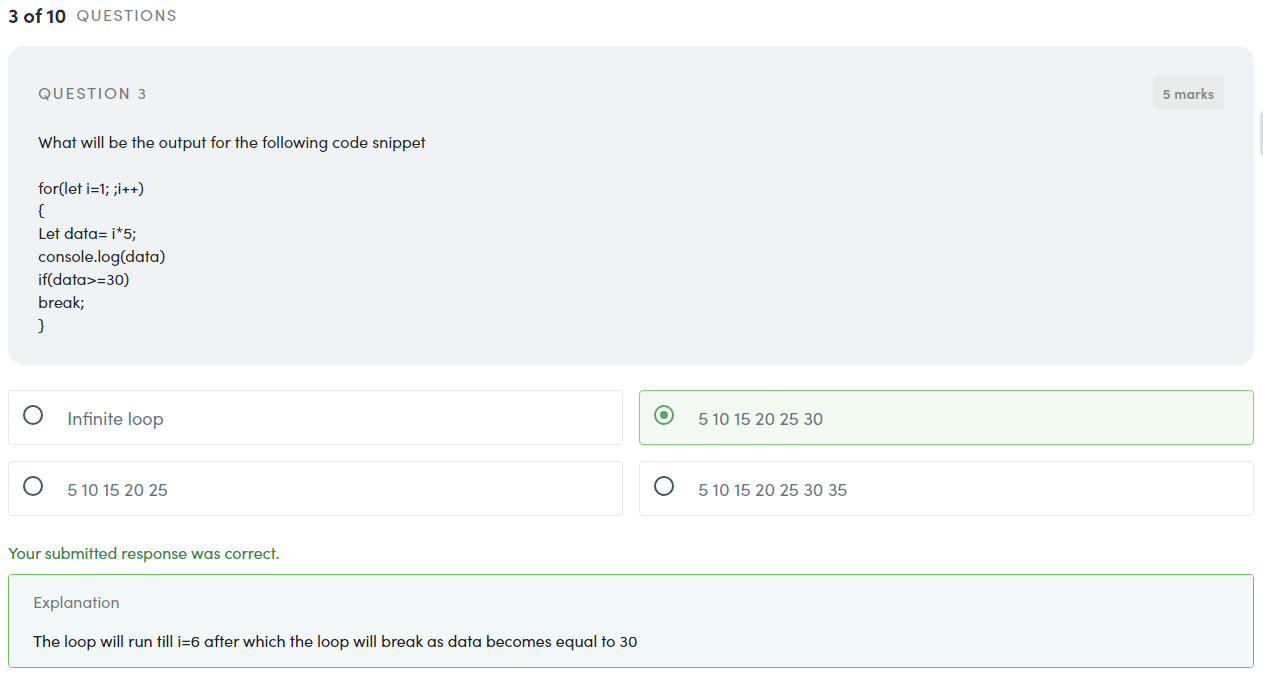 3 of 10 QUESTIONS
QUESTION 3
5 marks
What will be the output for the following code snippet
for(let i=1; ;i++)
{
Let data= i*5;
console.log(data)
if(data>=30)
break;
}
Infinite loop
5 10 15 20 25 30
5 10 15 20 25
5 10 15 20 25 30 35
Your submitted response was correct.
Explanation
The loop will run till i=6 after which the loop will break as data becomes equal to 30